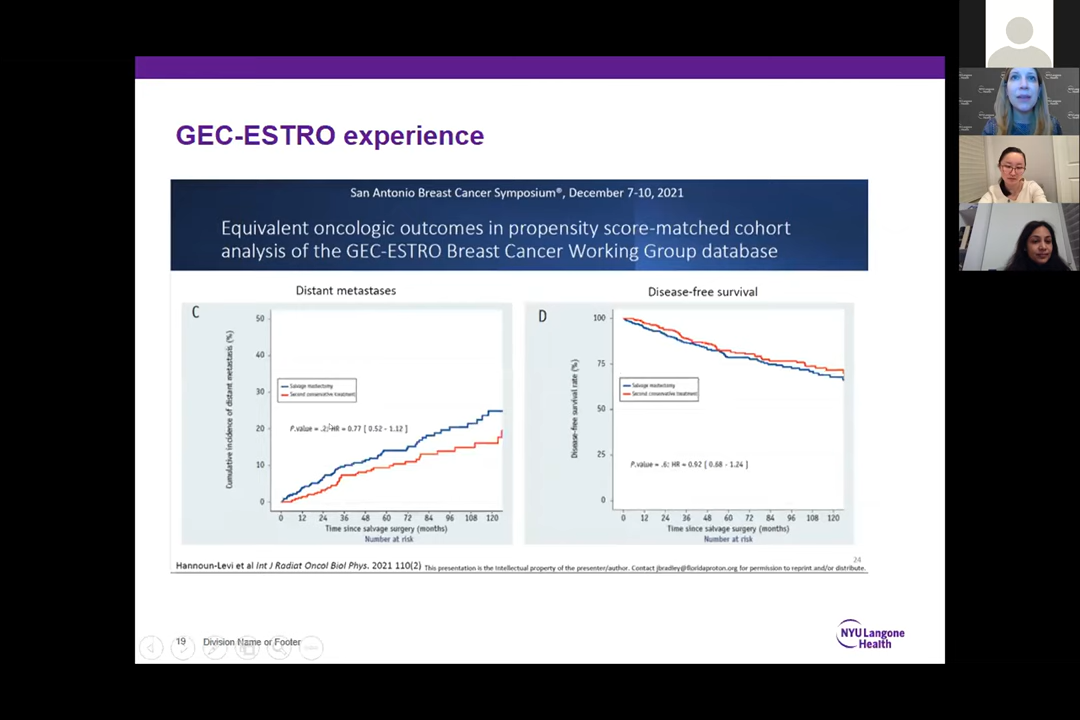 GEC-ESTRO experience
San Antonio Breast Cancer Symposium®, December 7-10, 2021
Equivalent oncologic outcomes in propensity score-matched cohort
analysis of the GEC-ESTRO Breast Cancer Working Group database
Distant metastases
C
Cumulative incidence of distant metastasis (%)
50
40
30
20
10
0
Salvage mastectomy
Second conservative treatment
P.value = .2; HR = 0.77 [ 0.52 - 1.12 ]
0 12 24 36 48 60 72 84 96 108 120
Time since salvage surgery (months)
Number at risk
Disease-free survival
D
Disease-free survival rate (%)
100
75
50
25
0
Salvage mastectomy
Second conservative treatment
P.value = .6; HR = 0.92 [ 0.68 - 1.24 ]
0 12 24 36 48 60 72 84 96 108 120
Time since salvage surgery (months)
Number at risk
24
Hannoun-Levi et al Int J Radiat Oncol Biol Phys. 2021 110(2) This presentation is the intellectual property of the presenter/author. Contact jbradley@floridaproton.org for permission to reprint and/or distribute.
19 Division Name or Footer
NYU Langone
Health